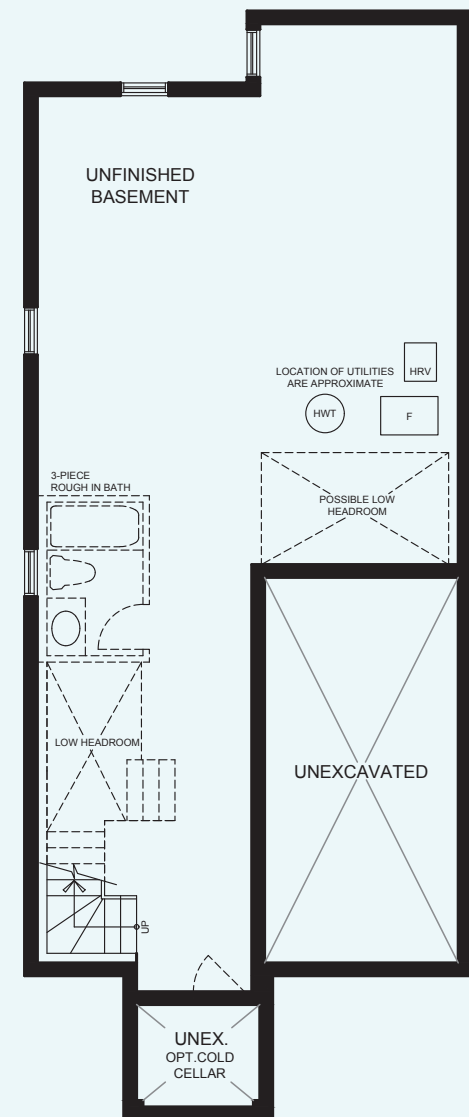 UNFINISHED
BASEMENT
LOCATION OF UTILITIES
ARE APPROXIMATE
HRV
HWT
F
3-PIECE
ROUGH IN BATH
POSSIBLE LOW
HEADROOM
LOW HEADROOM
UNEXCAVATED
UP
UNEX.
OPT.COLD
CELLAR